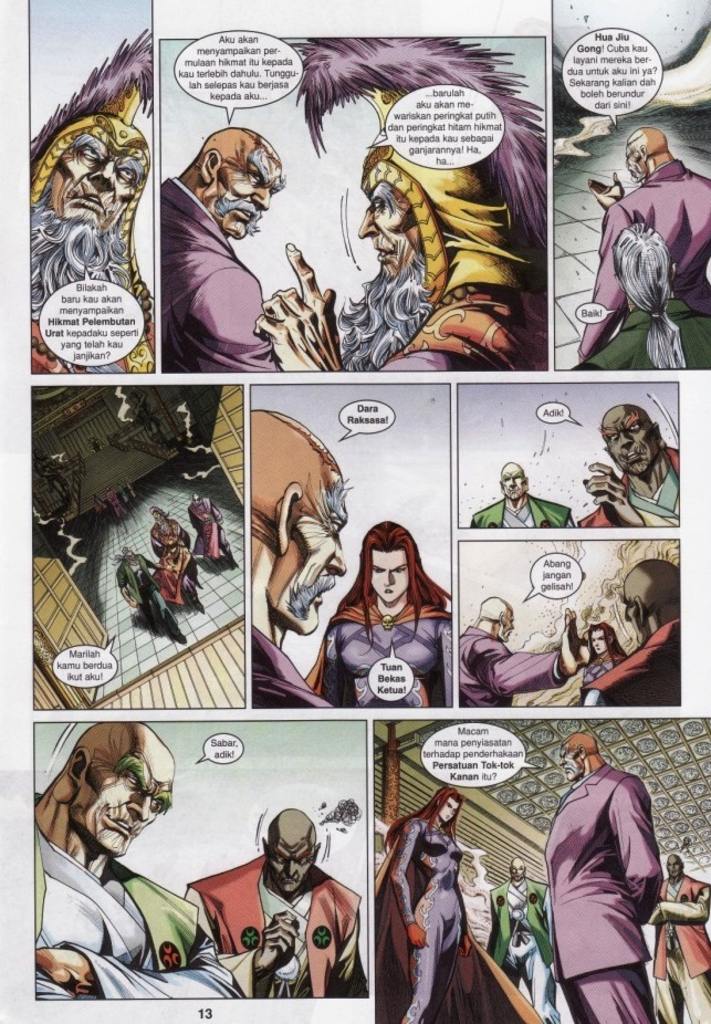 Bilakah
baru kau akan
menyampaikan
Hikmat Pelembutan
Urat kepadaku seperti
yang telah kau
janjikan?
Aku akan
menyampaikan per-
mulaan hikmat itu kepada
kau terlebih dahulu. Tunggu-
lah selepas kau berjasa
kepada aku...
...barulah
aku akan me-
wariskan peringkat putih
dan peringkat hitam hikmat
itu kepada kau sebagai
ganjarannya! Ha,
ha...
Hua Jiu
Gong! Cuba kau
layani mereka ber-
dua untuk aku ini ya?
Sekarang kalian dah
boleh berundur
dari sini!
Baik!
Marilah
kamu berdua
ikut aku!
Dara
Raksasa!
Tuan
Bekas
Ketua!
Adik!
Abang
jangan
gelisah!
Sabar,
adik!
Macam
mana penyiasatan
terhadap penderhakaan
Persatuan Tok-tok
Kanan itu?
13